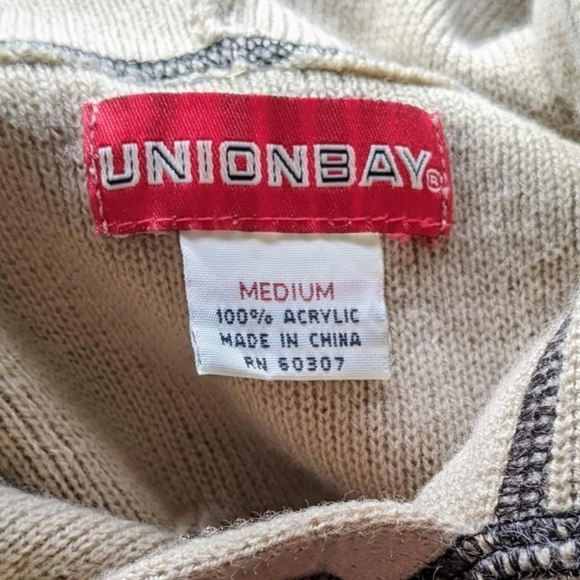 UNIONBAY®
MEDIUM
100% ACRYLIC
MADE IN CHINA
RN 60307